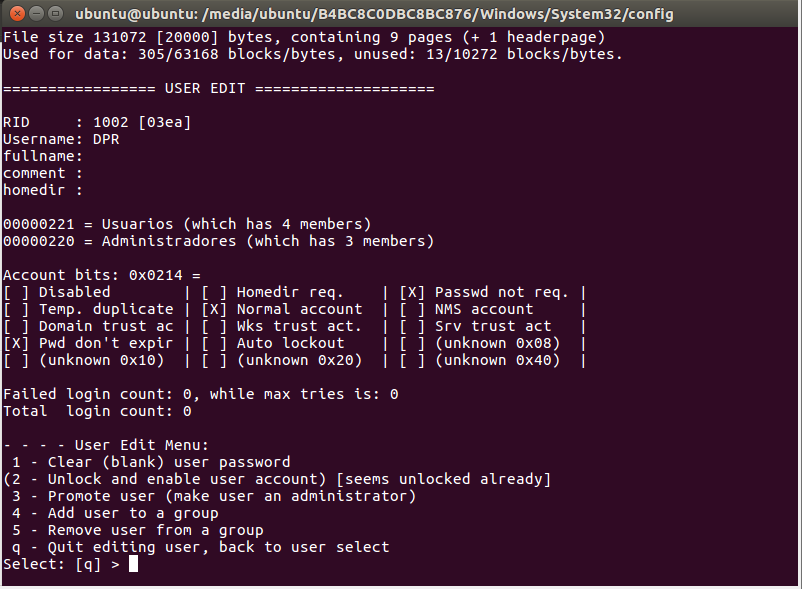 ubuntu@ubuntu: /media/ubuntu/B4BC8C0DBC8BC876/Windows/System32/config
File size 131072 [20000] bytes, containing 9 pages (+ 1 headerpage)
Used for data: 305/63168 blocks/bytes, unused: 13/10272 blocks/bytes.
================= USER EDIT ====================
RID     : 1002 [03ea]
Username: DPR
fullname:
comment :
homedir :
00000221 = Usuarios (which has 4 members)
00000220 = Administradores (which has 3 members)
Account bits: 0x0214 =
[ ] Disabled        | [ ] Homedir req.    | [X] Passwd not req. |
[ ] Temp. duplicate | [X] Normal account  | [ ] NMS account     |
[ ] Domain trust ac | [ ] Wks trust act.  | [ ] Srv trust act   |
[X] Pwd don't expir | [ ] Auto lockout    | [ ] (unknown 0x08)  |
[ ] (unknown 0x10)  | [ ] (unknown 0x20)  | [ ] (unknown 0x40)  |
Failed login count: 0, while max tries is: 0
Total  login count: 0
- - - - User Edit Menu:
 1 - Clear (blank) user password
(2 - Unlock and enable user account) [seems unlocked already]
 3 - Promote user (make user an administrator)
 4 - Add user to a group
 5 - Remove user from a group
 q - Quit editing user, back to user select
Select: [q] >